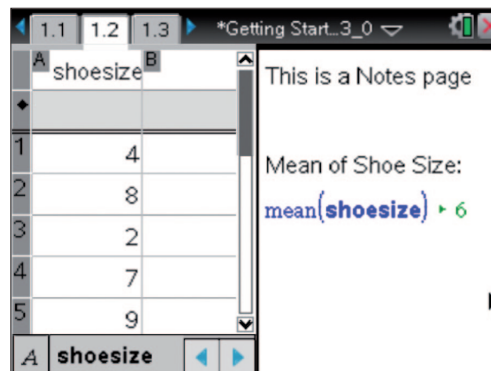 1.1 1.2 1.3 *Getting Start...3_0
A shoesize B
◆
1 4
2 8
3 2
4 7
5 9
A shoesize
This is a Notes page
Mean of Shoe Size:
mean(shoesize) ▸ 6